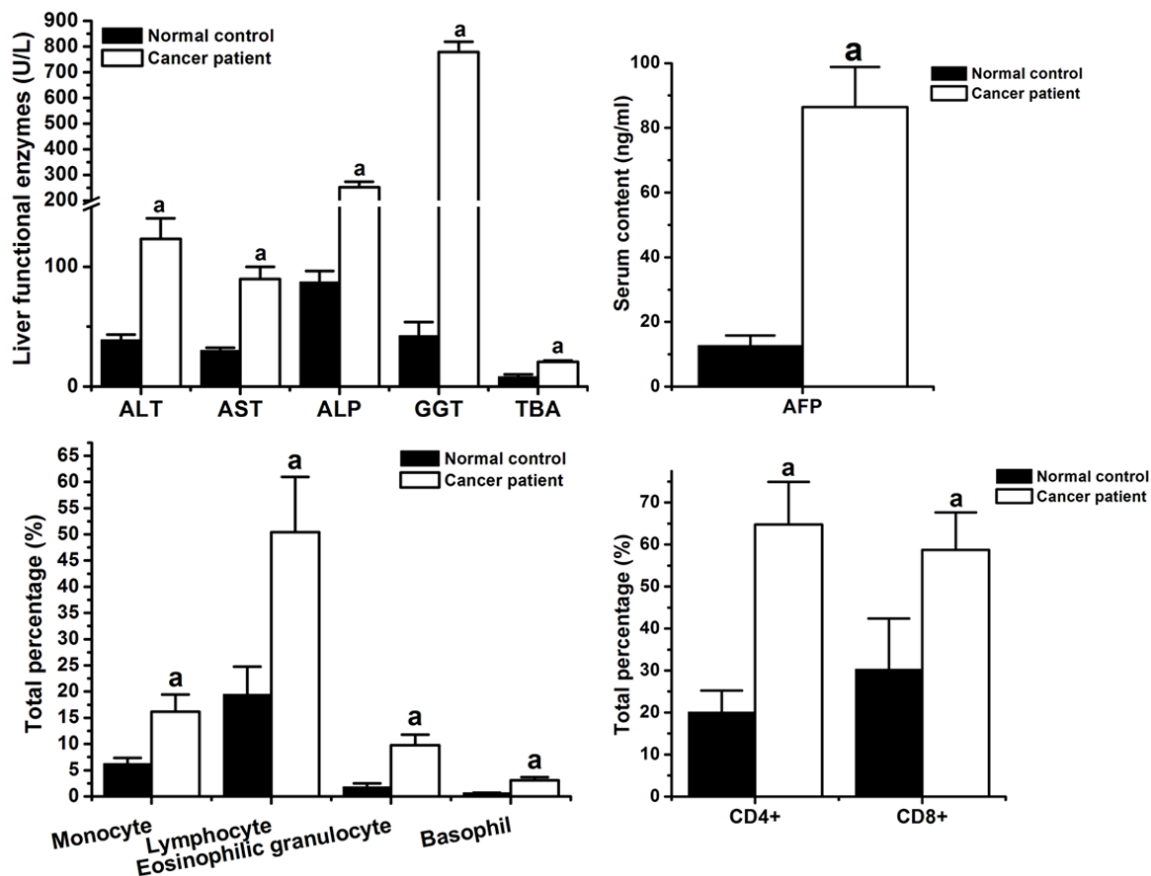 Liver functional enzymes (U/L)
900
800
700
600
500
400
300
200
100
0
Normal control
Cancer patient
a
a
a
a
a
ALT AST ALP GGT TBA
Serum content (ng/ml)
100
80
60
40
20
0
a
Normal control
Cancer patient
AFP
Total percentage (%)
65
60
55
50
45
40
35
30
25
20
15
10
5
0
Normal control
Cancer patient
a
a
a
a
Monocyte
Lymphocyte
Eosinophilic granulocyte
Basophil
Total percentage (%)
70
60
50
40
30
20
10
0
a
a
Normal control
Cancer patient
CD4+ CD8+